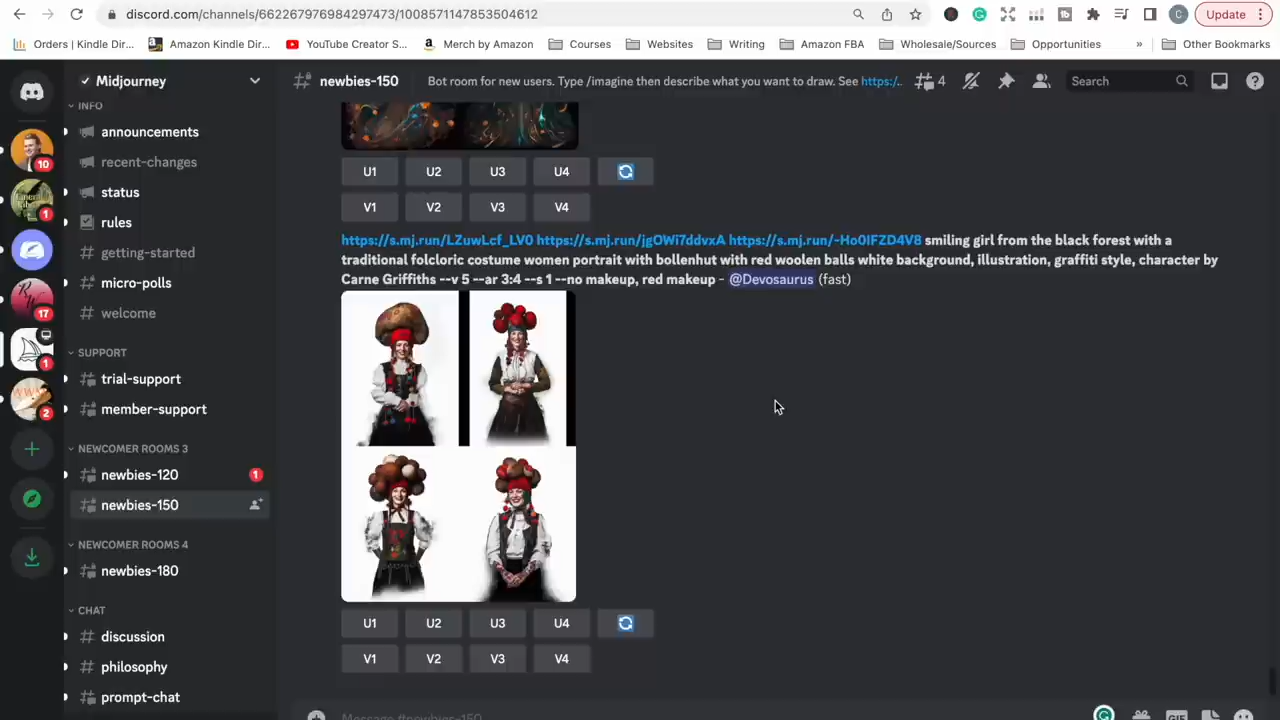 discord.com/channels/662267976984297473/1008571147853504612
Update
Orders | Kindle Dir...
Amazon Kindle Dir...
YouTube Creator S...
Merch by Amazon
Courses
Websites
Writing
Amazon FBA
Wholesale/Sources
Opportunities
»
Other Bookmarks
Midjourney
newbies-150
Bot room for new users. Type /imagine then describe what you want to draw. See https:/..
4
Search
INFO
announcements
recent-changes
status
rules
getting-started
micro-polls
welcome
SUPPORT
trial-support
member-support
NEWCOMER ROOMS 3
newbies-120
1
newbies-150
NEWCOMER ROOMS 4
newbies-180
CHAT
discussion
philosophy
prompt-chat
10
1
17
1
2
U1 U2 U3 U4
V1 V2 V3 V4
https://s.mj.run/LZuwLcf_LV0 https://s.mj.run/jgOWi7ddvxA https://s.mj.run/-Ho0IFZD4V8 smiling girl from the black forest with a
traditional folcloric costume women portrait with bollenhut with red woolen balls white background, illustration, graffiti style, character by
Carne Griffiths --v 5 --ar 3:4 --s 1 --no makeup, red makeup - @Devosaurus (fast)
U1 U2 U3 U4
V1 V2 V3 V4
Message #newbies-150
GIF